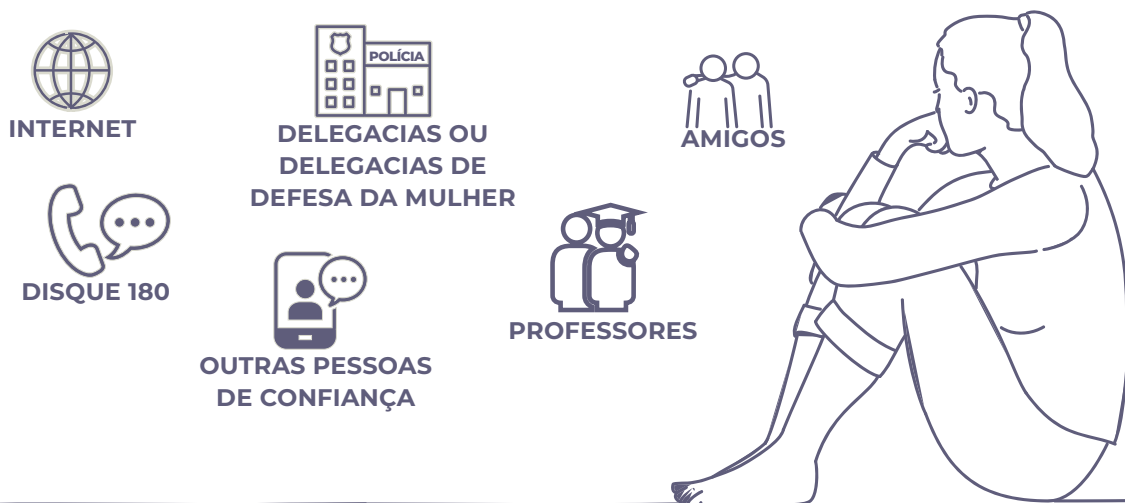 POLÍCIA
INTERNET
DELEGACIAS OU
DELEGACIAS DE
DEFESA DA MULHER
AMIGOS
DISQUE 180
PROFESSORES
OUTRAS PESSOAS
DE CONFIANÇA